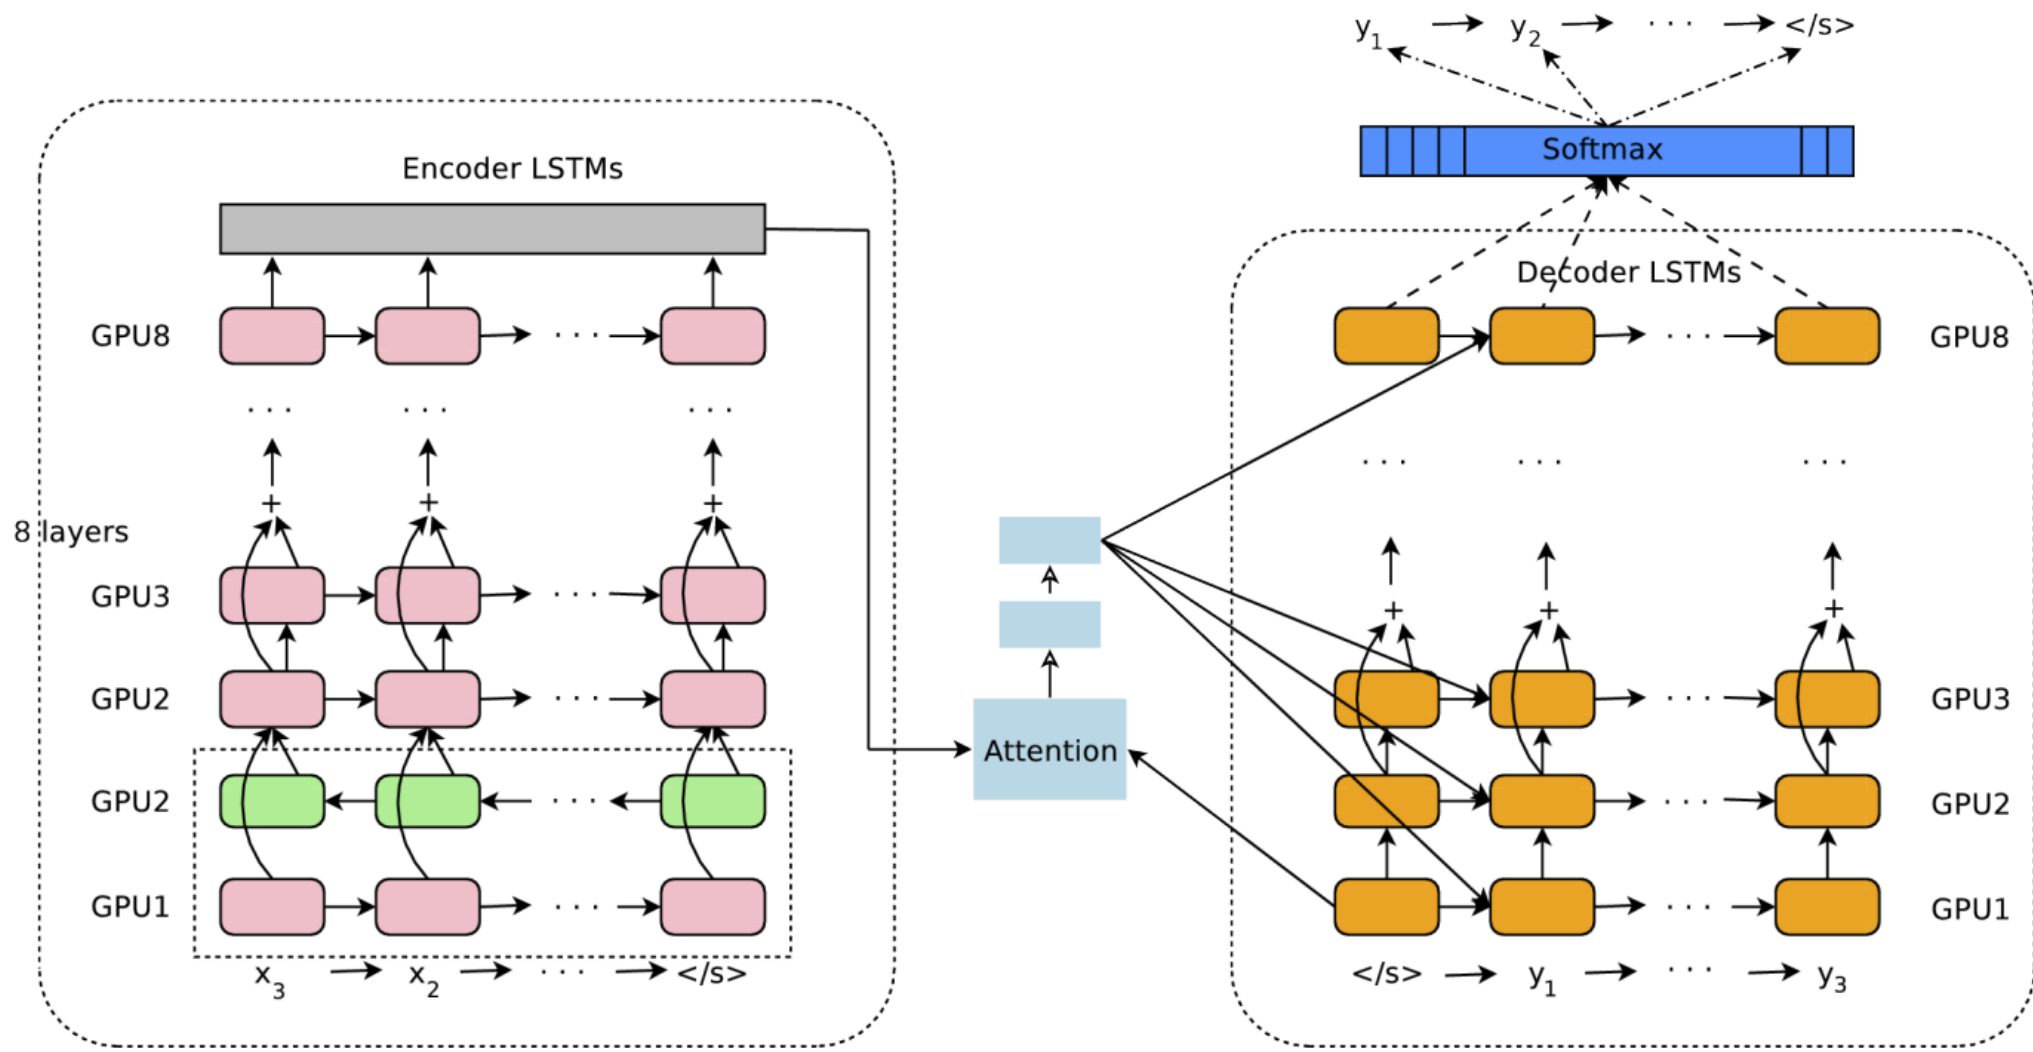 y1 y2 ... </s>
Softmax
Encoder LSTMs
Decoder LSTMs
GPU8
... 
GPU8
...
... ... ...
... ... ...
+ + +
8 layers
GPU3
...
+ + +
GPU2
...
GPU3
...
Attention
GPU2
...
GPU2
...
GPU1
...
GPU1
...
x3 x2 ... </s>
</s> y1 ... y3